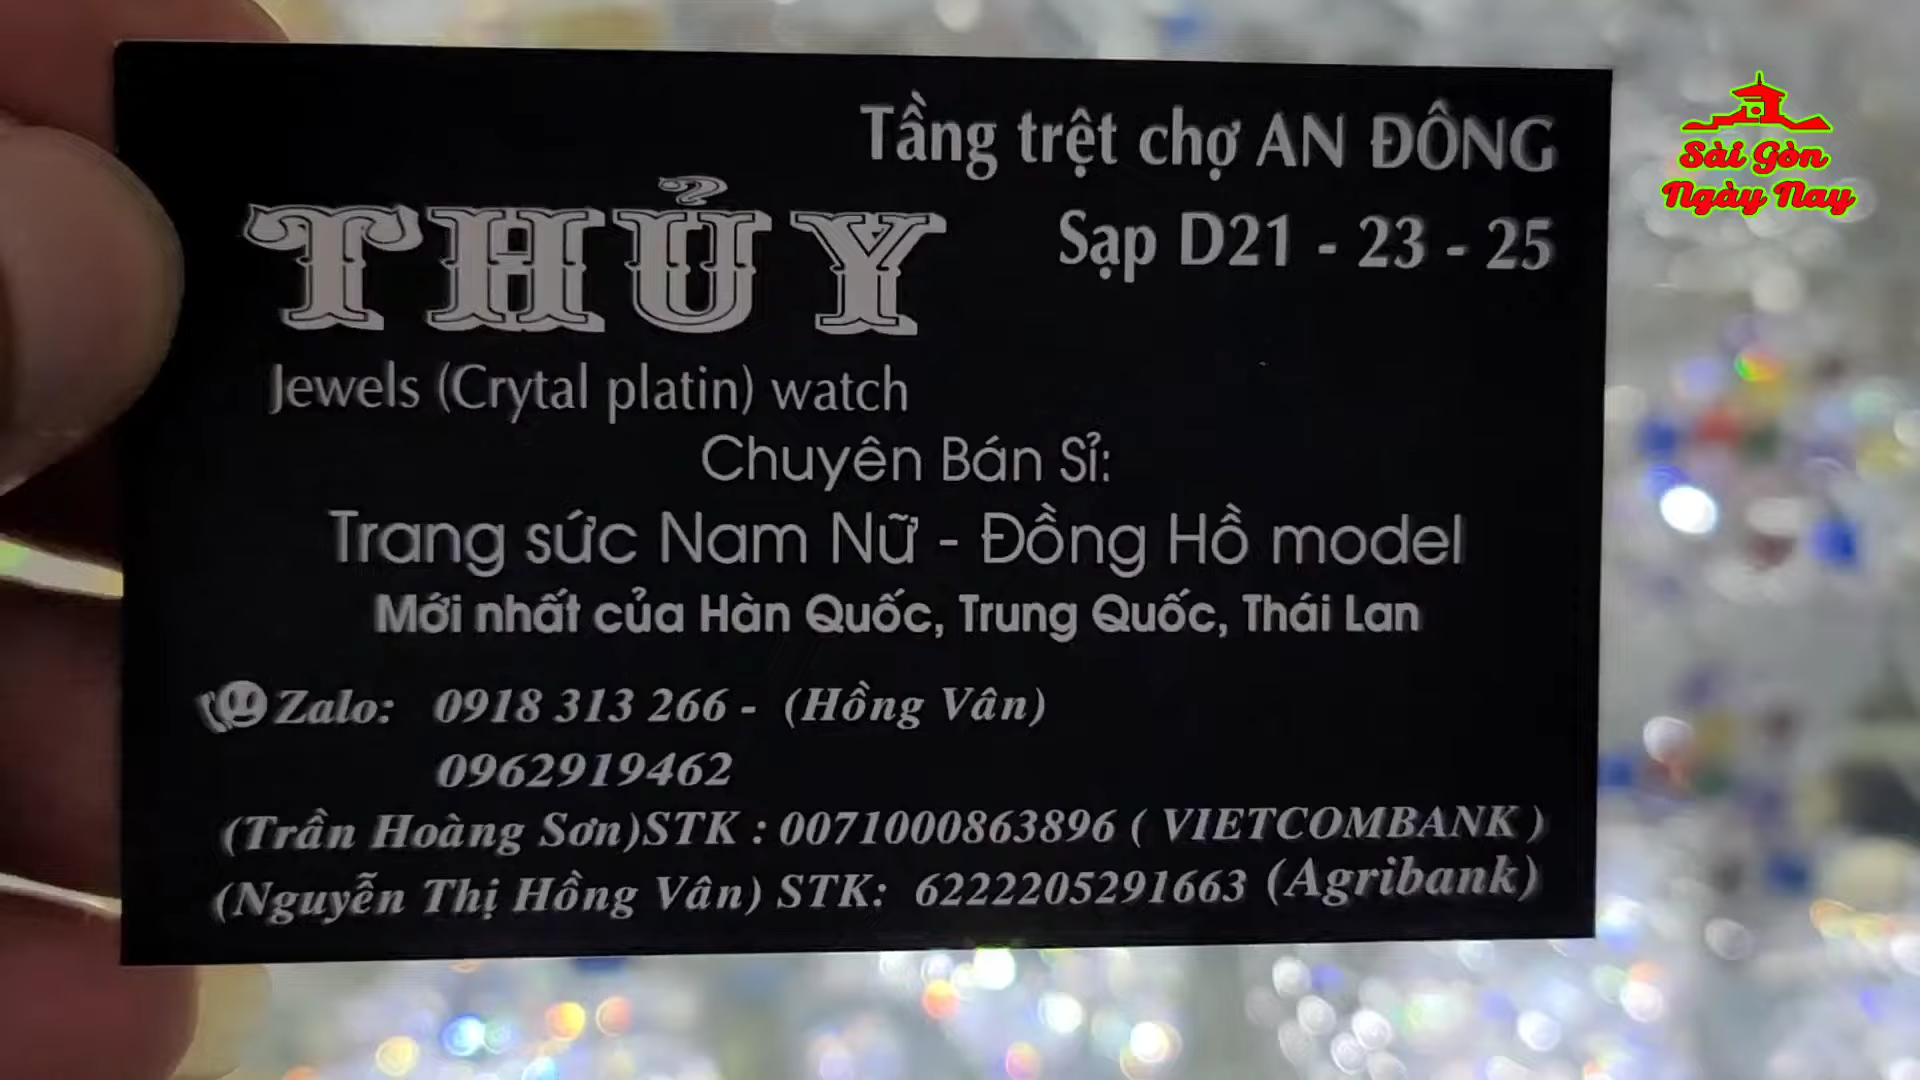 Tầng trệt chợ AN ĐÔNG
THỦY
Sạp D21 - 23 - 25
Jewels (Crytal platin) watch
Chuyên Bán Sỉ:
Trang sức Nam Nữ - Đồng Hồ model
Mới nhất của Hàn Quốc, Trung Quốc, Thái Lan
Zalo: 0918 313 266 - (Hồng Vân)
0962919462
(Trần Hoàng Sơn)STK : 0071000863896 ( VIETCOMBANK )
(Nguyễn Thị Hồng Vân) STK: 6222205291663 (Agribank)
Sài Gòn
Ngày Nay